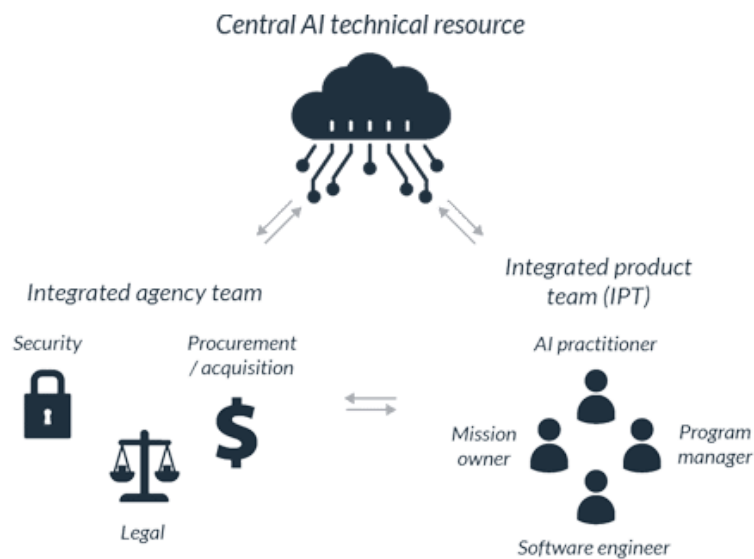 Central AI technical resource
Integrated agency team
Security
Procurement
/ acquisition
Legal
Integrated product
team (IPT)
AI practitioner
Mission
owner
Program
manager
Software engineer